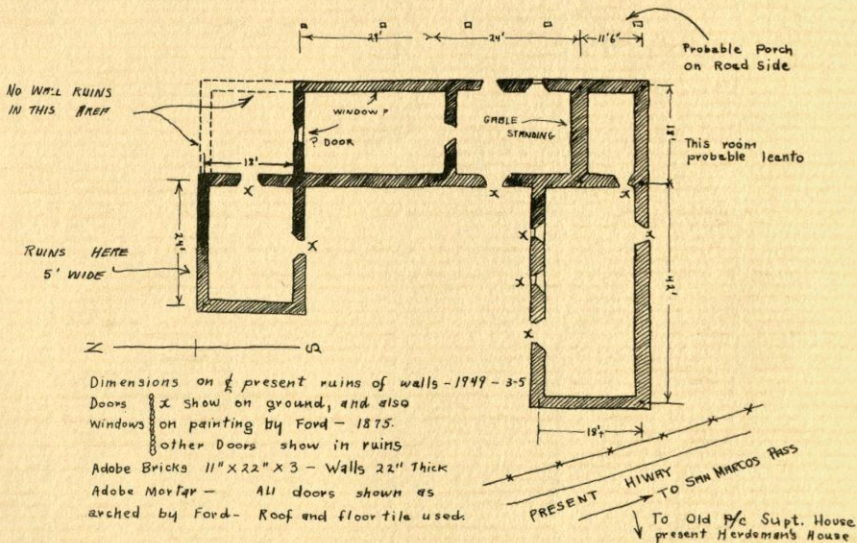 29' 24' 11'6"
Probable Porch
on Road Side
NO WALL RUINS
IN THIS AREA
WINDOW ?
? DOOR
GABLE
STANDING
18'
This room
probable leanto
18'
X X X
24'
X X X
X
RUINS HERE
5' WIDE
42'
X
N S
Dimensions on ℄ present ruins of walls - 1949 - 3-5
Doors x show on ground, and also
Windows on painting by Ford - 1875.
other Doors show in ruins
Adobe Bricks 11" X 22" X 3 - Walls 22" Thick
Adobe Mortar - All doors shown as
arched by Ford - Roof and floor tile used.
18'±
PRESENT HIWAY
TO SAN MARCOS PASS
To Old P/c Supt. House
present Herdsman's House